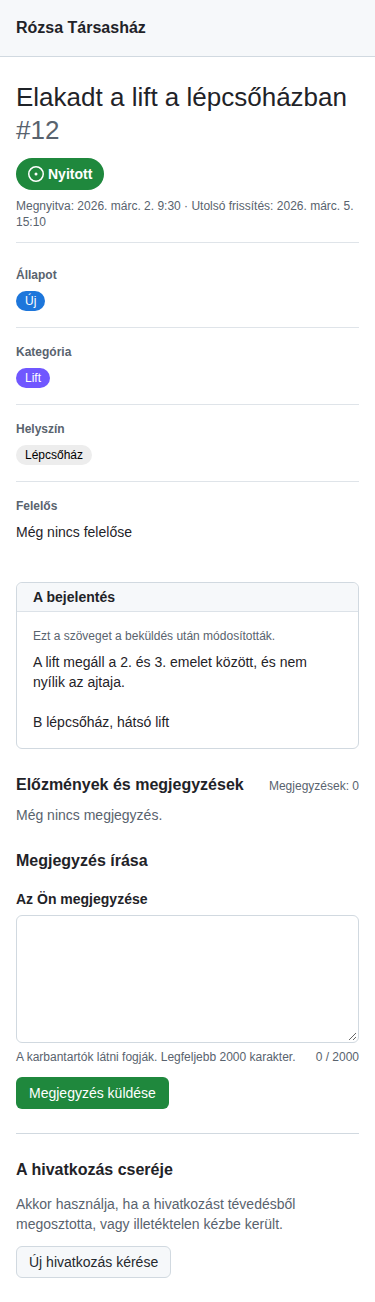 Rózsa Társasház
Elakadt a lift a lépcsőházban
#12
Nyitott
Megnyitva: 2026. márc. 2. 9:30 · Utolsó frissítés: 2026. márc. 5.
15:10
Állapot
Új
Kategória
Lift
Helyszín
Lépcsőház
Felelős
Még nincs felelőse
A bejelentés
Ezt a szöveget a beküldés után módosították.
A lift megáll a 2. és 3. emelet között, és nem
nyílik az ajtaja.
B lépcsőház, hátsó lift
Előzmények és megjegyzések Megjegyzések: 0
Még nincs megjegyzés.
Megjegyzés írása
Az Ön megjegyzése
A karbantartók látni fogják. Legfeljebb 2000 karakter. 0 / 2000
Megjegyzés küldése
A hivatkozás cseréje
Akkor használja, ha a hivatkozást tévedésből
megosztotta, vagy illetéktelen kézbe került.
Új hivatkozás kérése